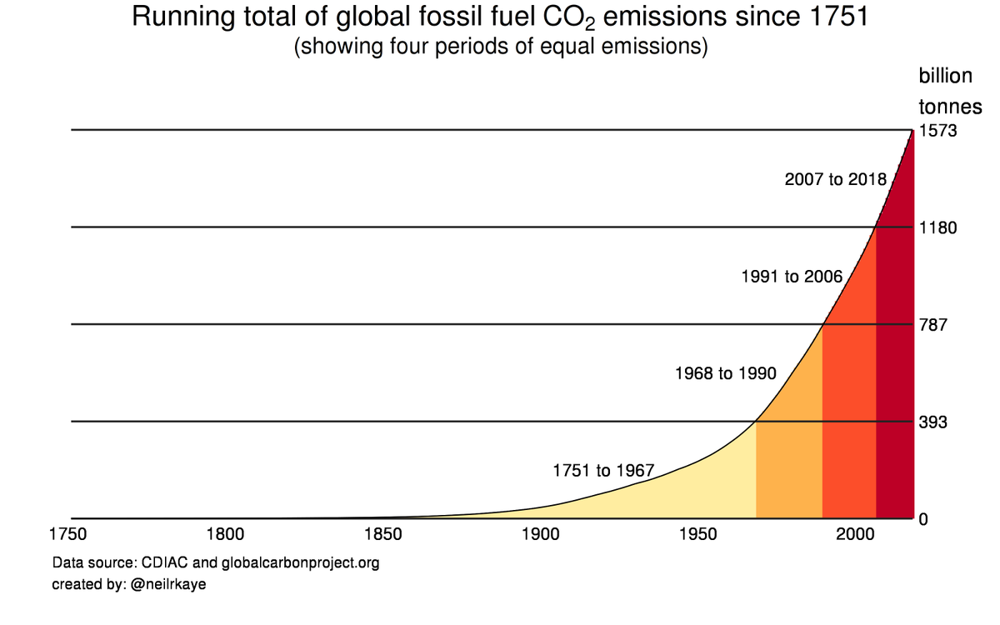 Running total of global fossil fuel CO₂ emissions since 1751
(showing four periods of equal emissions)
billion
tonnes
1573
2007 to 2018
1180
1991 to 2006
787
1968 to 1990
393
1751 to 1967
0
1750 1800 1850 1900 1950 2000
Data source: CDIAC and globalcarbonproject.org
created by: @neilrkaye